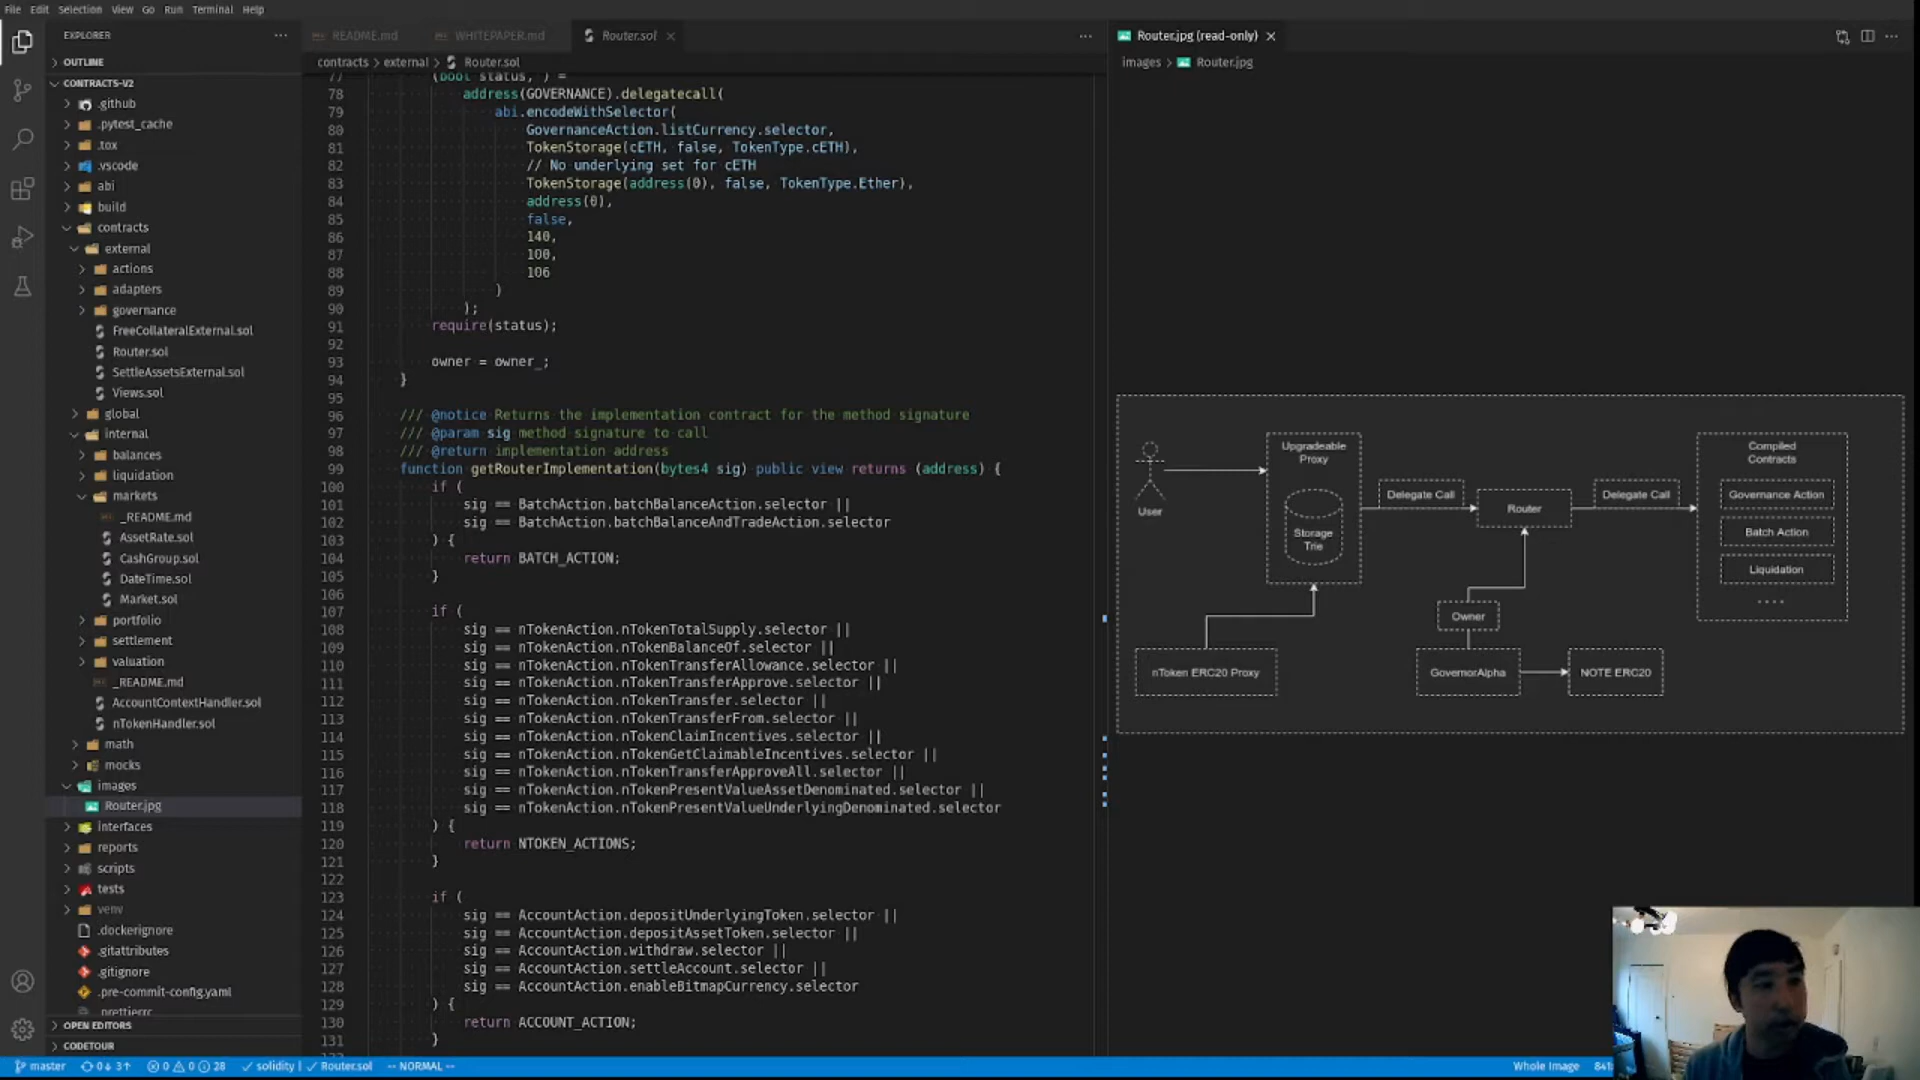 File Edit Selection View Go Run Terminal Help
EXPLORER
OUTLINE
CONTRACTS-V2
.github
.pytest_cache
.tox
.vscode
abi
build
contracts
external
actions
adapters
governance
FreeCollateralExternal.sol
Router.sol
SettleAssetsExternal.sol
Views.sol
global
internal
balances
liquidation
markets
_README.md
AssetRate.sol
CashGroup.sol
DateTime.sol
Market.sol
portfolio
settlement
valuation
_README.md
AccountContextHandler.sol
nTokenHandler.sol
math
mocks
images
Router.jpg
interfaces
reports
scripts
tests
venv
.dockerignore
.gitattributes
.gitignore
.pre-commit-config.yaml
.prettierrc
OPEN EDITORS
CODETOUR
README.md WHITEPAPER.md Router.sol
contracts > external > Router.sol
77 (bool status, ) =
78 address(GOVERNANCE).delegatecall(
79 abi.encodeWithSelector(
80 GovernanceAction.listCurrency.selector,
81 TokenStorage(cETH, false, TokenType.cETH),
82 // No underlying set for cETH
83 TokenStorage(address(0), false, TokenType.Ether),
84 address(0),
85 false,
86 140,
87 100,
88 106
89 )
90 );
91 require(status);
92
93 owner = owner_;
94 }
95
96 /// @notice Returns the implementation contract for the method signature
97 /// @param sig method signature to call
98 /// @return implementation address
99 function getRouterImplementation(bytes4 sig) public view returns (address) {
100 if (
101 sig == BatchAction.batchBalanceAction.selector ||
102 sig == BatchAction.batchBalanceAndTradeAction.selector
103 ) {
104 return BATCH_ACTION;
105 }
106
107 if (
108 sig == nTokenAction.nTokenTotalSupply.selector ||
109 sig == nTokenAction.nTokenBalanceOf.selector ||
110 sig == nTokenAction.nTokenTransferAllowance.selector ||
111 sig == nTokenAction.nTokenTransferApprove.selector ||
112 sig == nTokenAction.nTokenTransfer.selector ||
113 sig == nTokenAction.nTokenTransferFrom.selector ||
114 sig == nTokenAction.nTokenClaimIncentives.selector ||
115 sig == nTokenAction.nTokenGetClaimableIncentives.selector ||
116 sig == nTokenAction.nTokenTransferApproveAll.selector ||
117 sig == nTokenAction.nTokenPresentValueAssetDenominated.selector ||
118 sig == nTokenAction.nTokenPresentValueUnderlyingDenominated.selector
119 ) {
120 return NTOKEN_ACTIONS;
121 }
122
123 if (
124 sig == AccountAction.depositUnderlyingToken.selector ||
125 sig == AccountAction.depositAssetToken.selector ||
126 sig == AccountAction.withdraw.selector ||
127 sig == AccountAction.settleAccount.selector ||
128 sig == AccountAction.enableBitmapCurrency.selector
129 ) {
130 return ACCOUNT_ACTION;
131 }
Router.jpg (read-only)
images > Router.jpg
User
Upgradeable
Proxy
Storage
Trie
Delegate Call
Router
Delegate Call
Compiled
Contracts
Governance Action
Batch Action
Liquidation
....
Owner
nToken ERC20 Proxy
GovernorAlpha
NOTE ERC20
master 0↓ 3↑ 0 0 28 solidity | Router.sol -- NORMAL -- Whole Image